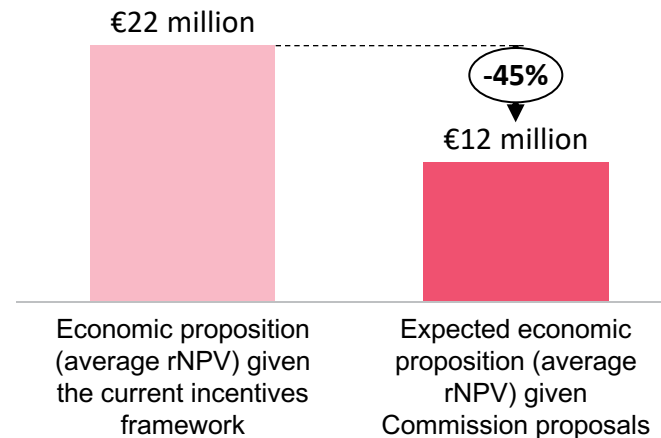 €22 million
-45%
€12 million
Economic proposition
(average rNPV) given
the current incentives
framework
Expected economic
proposition (average
rNPV) given
Commission proposals